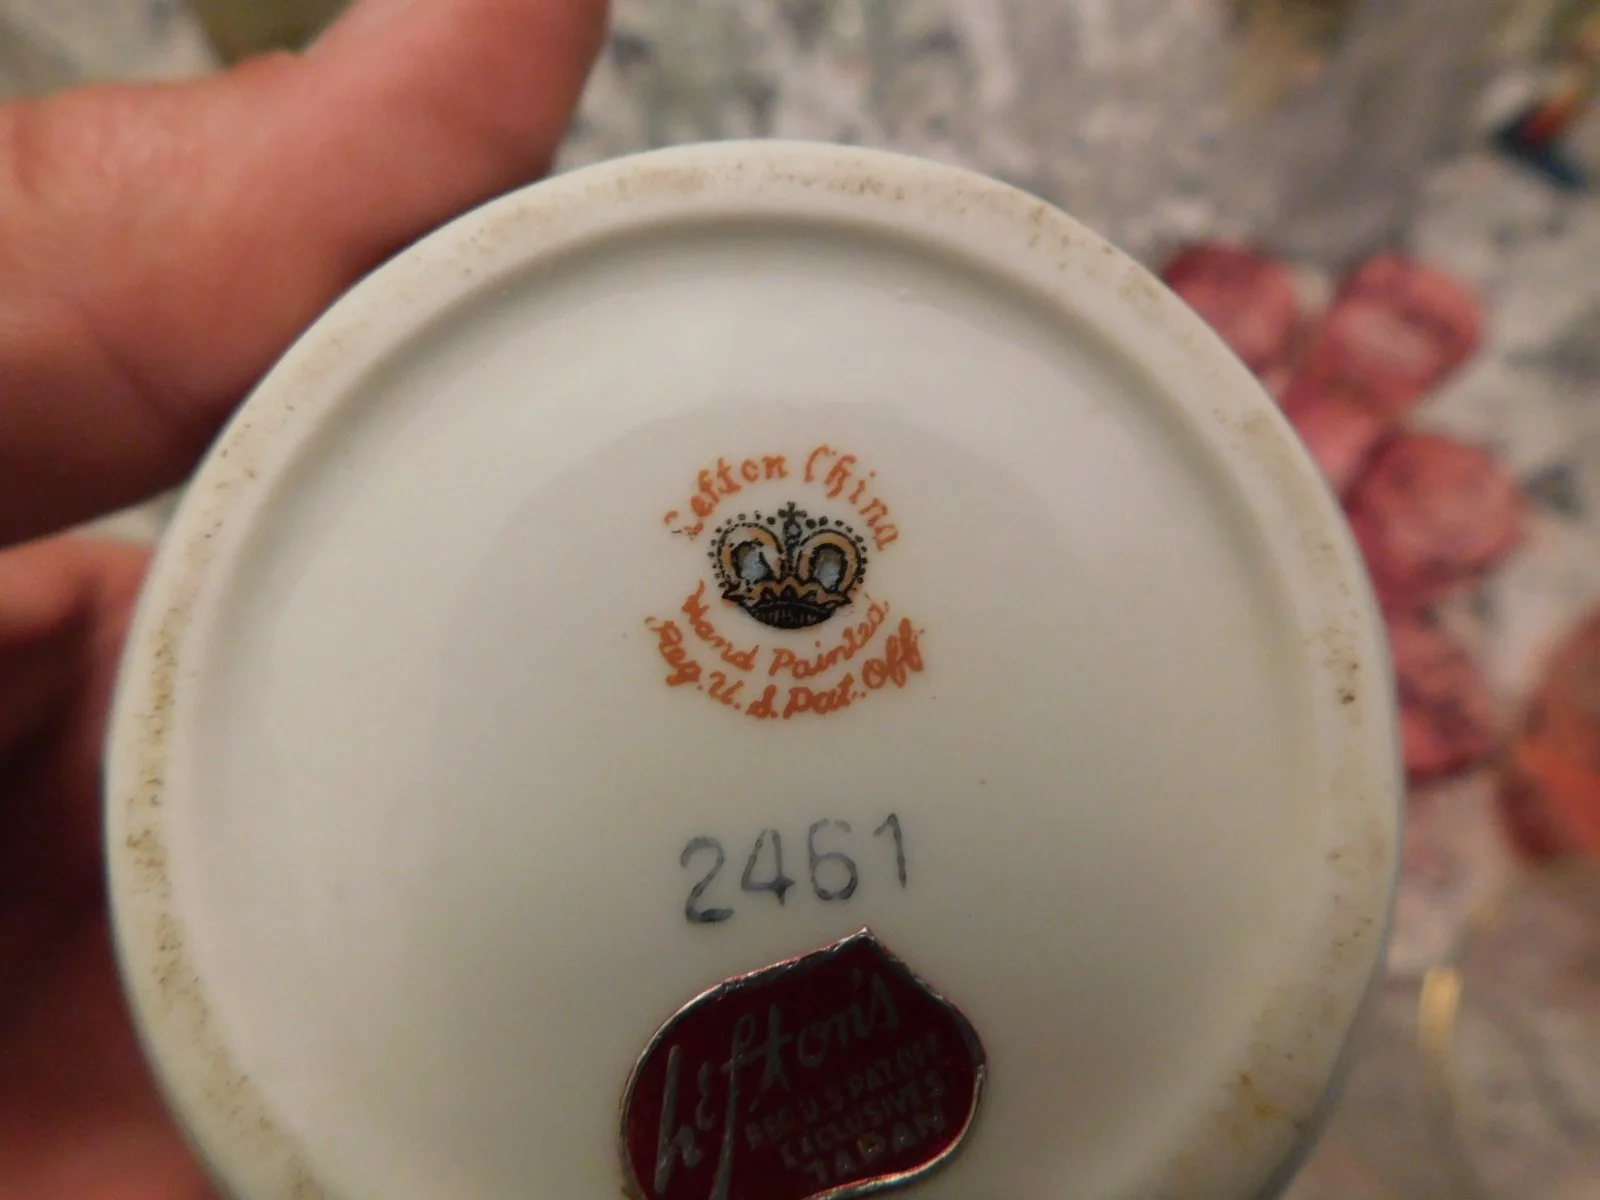 Lefton China
Hand Painted
Reg. U. S. Pat. Off.
2461
Lefton's
REG. U.S. PAT. OFF.
EXCLUSIVES
JAPAN